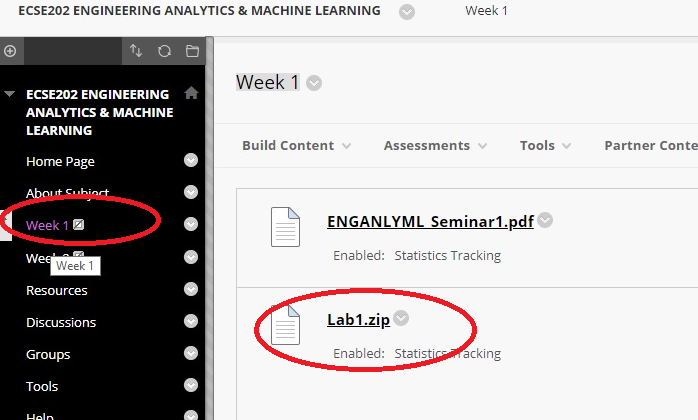 ECSE202 ENGINEERING ANALYTICS & MACHINE LEARNING
Week 1
ECSE202 ENGINEERING
ANALYTICS & MACHINE
LEARNING
Home Page
About Subject
Week 1
Week 1
Resources
Discussions
Groups
Tools
Help
Week 1
Build Content
Assessments
Tools
Partner Conte
ENGANLYML_Seminar1.pdf
Enabled: Statistics Tracking
Lab1.zip
Enabled: Statistics Tracking